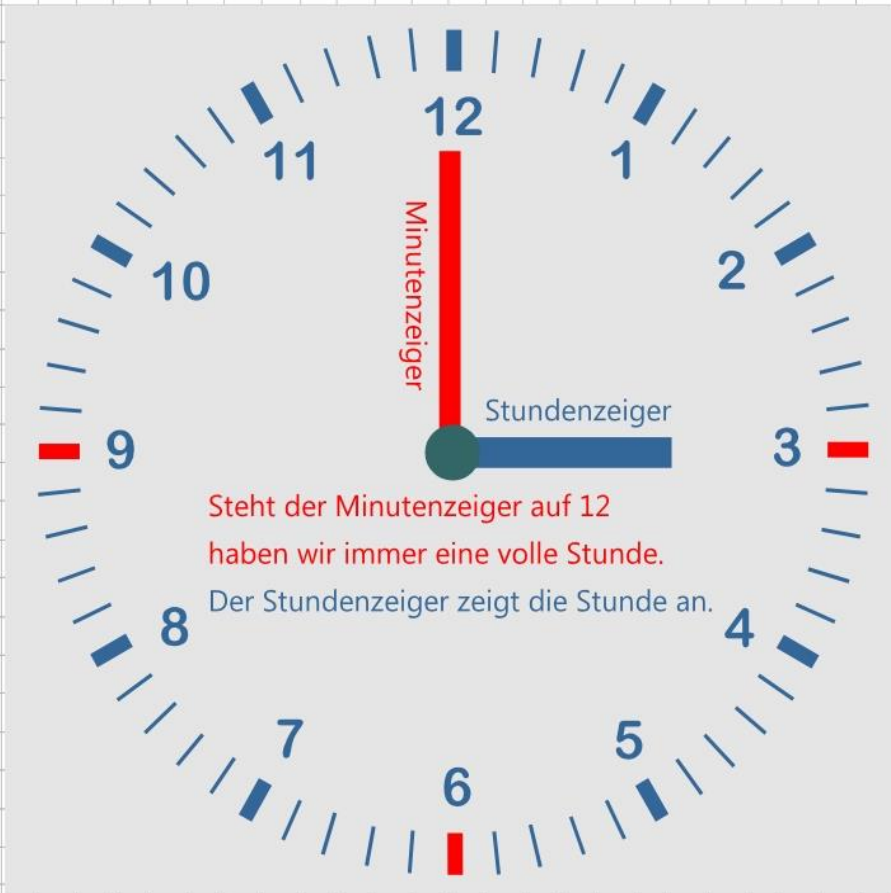 12
11
1
10
2
Minutenzeiger
Stundenzeiger
9
3
Steht der Minutenzeiger auf 12
haben wir immer eine volle Stunde.
Der Stundenzeiger zeigt die Stunde an.
8
4
7
5
6